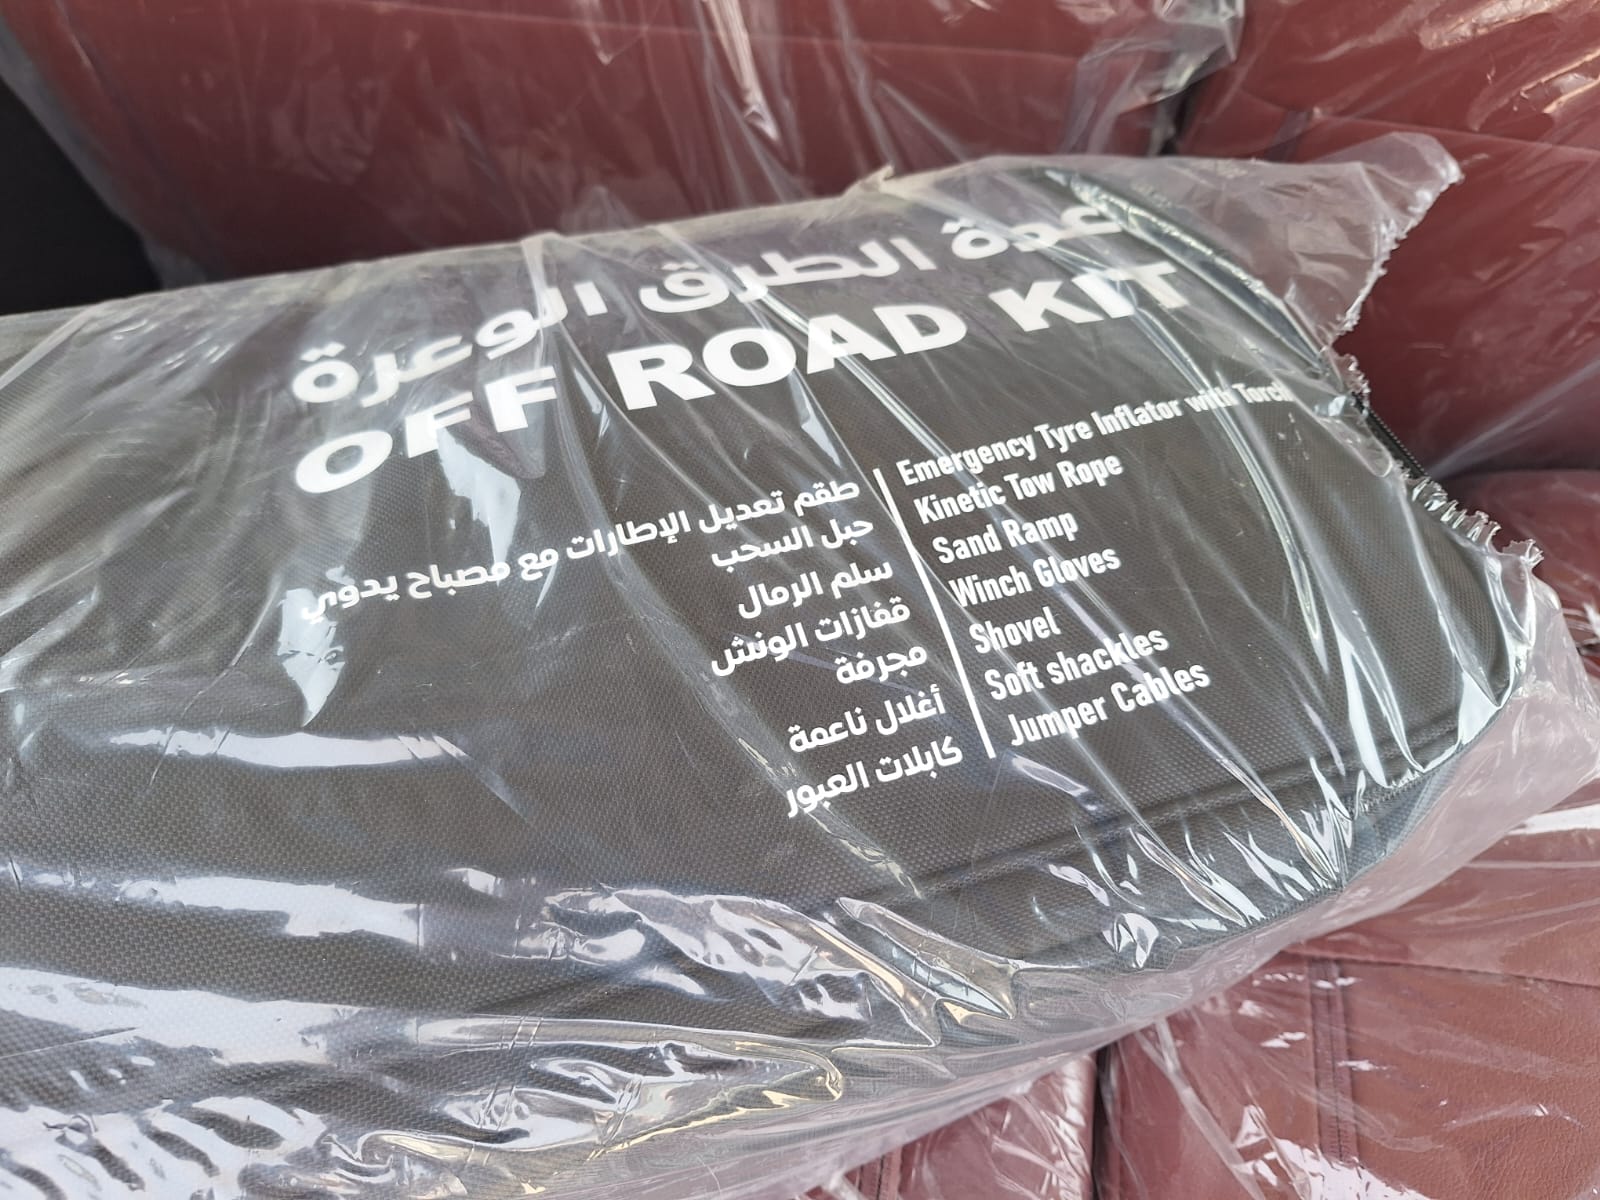 عدة الطرق الوعرة
OFF ROAD KIT
Emergency Tyre Inflator with Torch
Kinetic Tow Rope
Sand Ramp
Winch Gloves
Shovel
Soft shackles
Jumper Cables
طقم تعديل الإطارات مع مصباح يدوي
حبل السحب
سلم الرمال
قفازات الونش
مجرفة
أغلال ناعمة
كابلات العبور